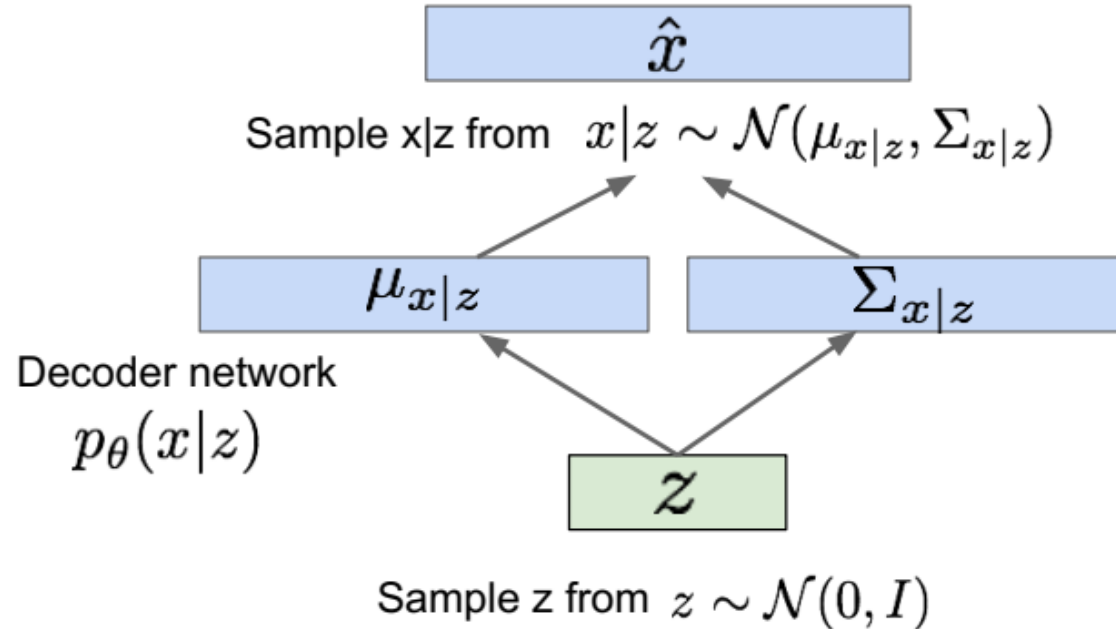 x̂
Sample x|z from x|z ∼ 𝒩(μ_{x|z}, Σ_{x|z})
μ_{x|z}
Σ_{x|z}
Decoder network
p_θ(x|z)
z
Sample z from z ∼ 𝒩(0, I)